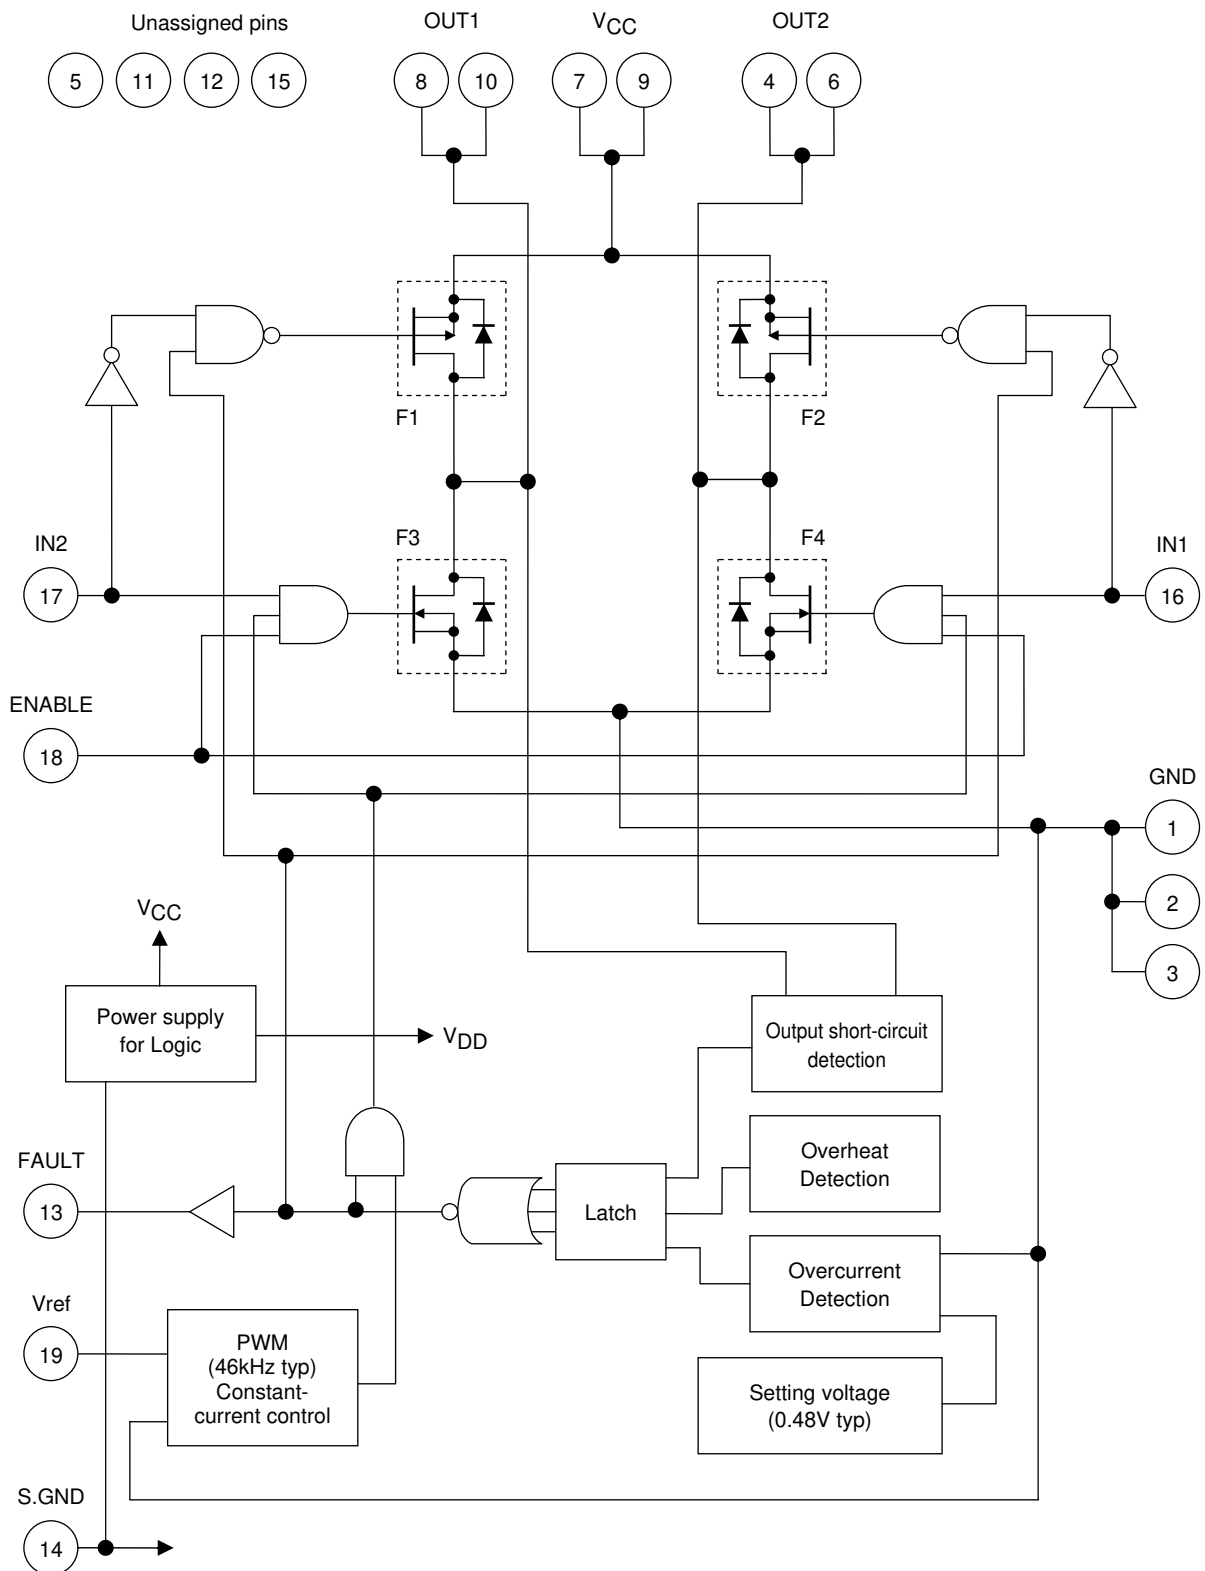 Unassigned pins
OUT1
VCC
OUT2
5
11
12
15
8
10
7
9
4
6
F1
F2
IN2
F3
F4
IN1
17
16
ENABLE
18
GND
1
2
3
VCC
Power supply
for Logic
VDD
Output short-circuit
detection
Overheat
Detection
FAULT
13
Latch
Overcurrent
Detection
Vref
19
PWM
(46kHz typ)
Constant-
current control
Setting voltage
(0.48V typ)
S.GND
14